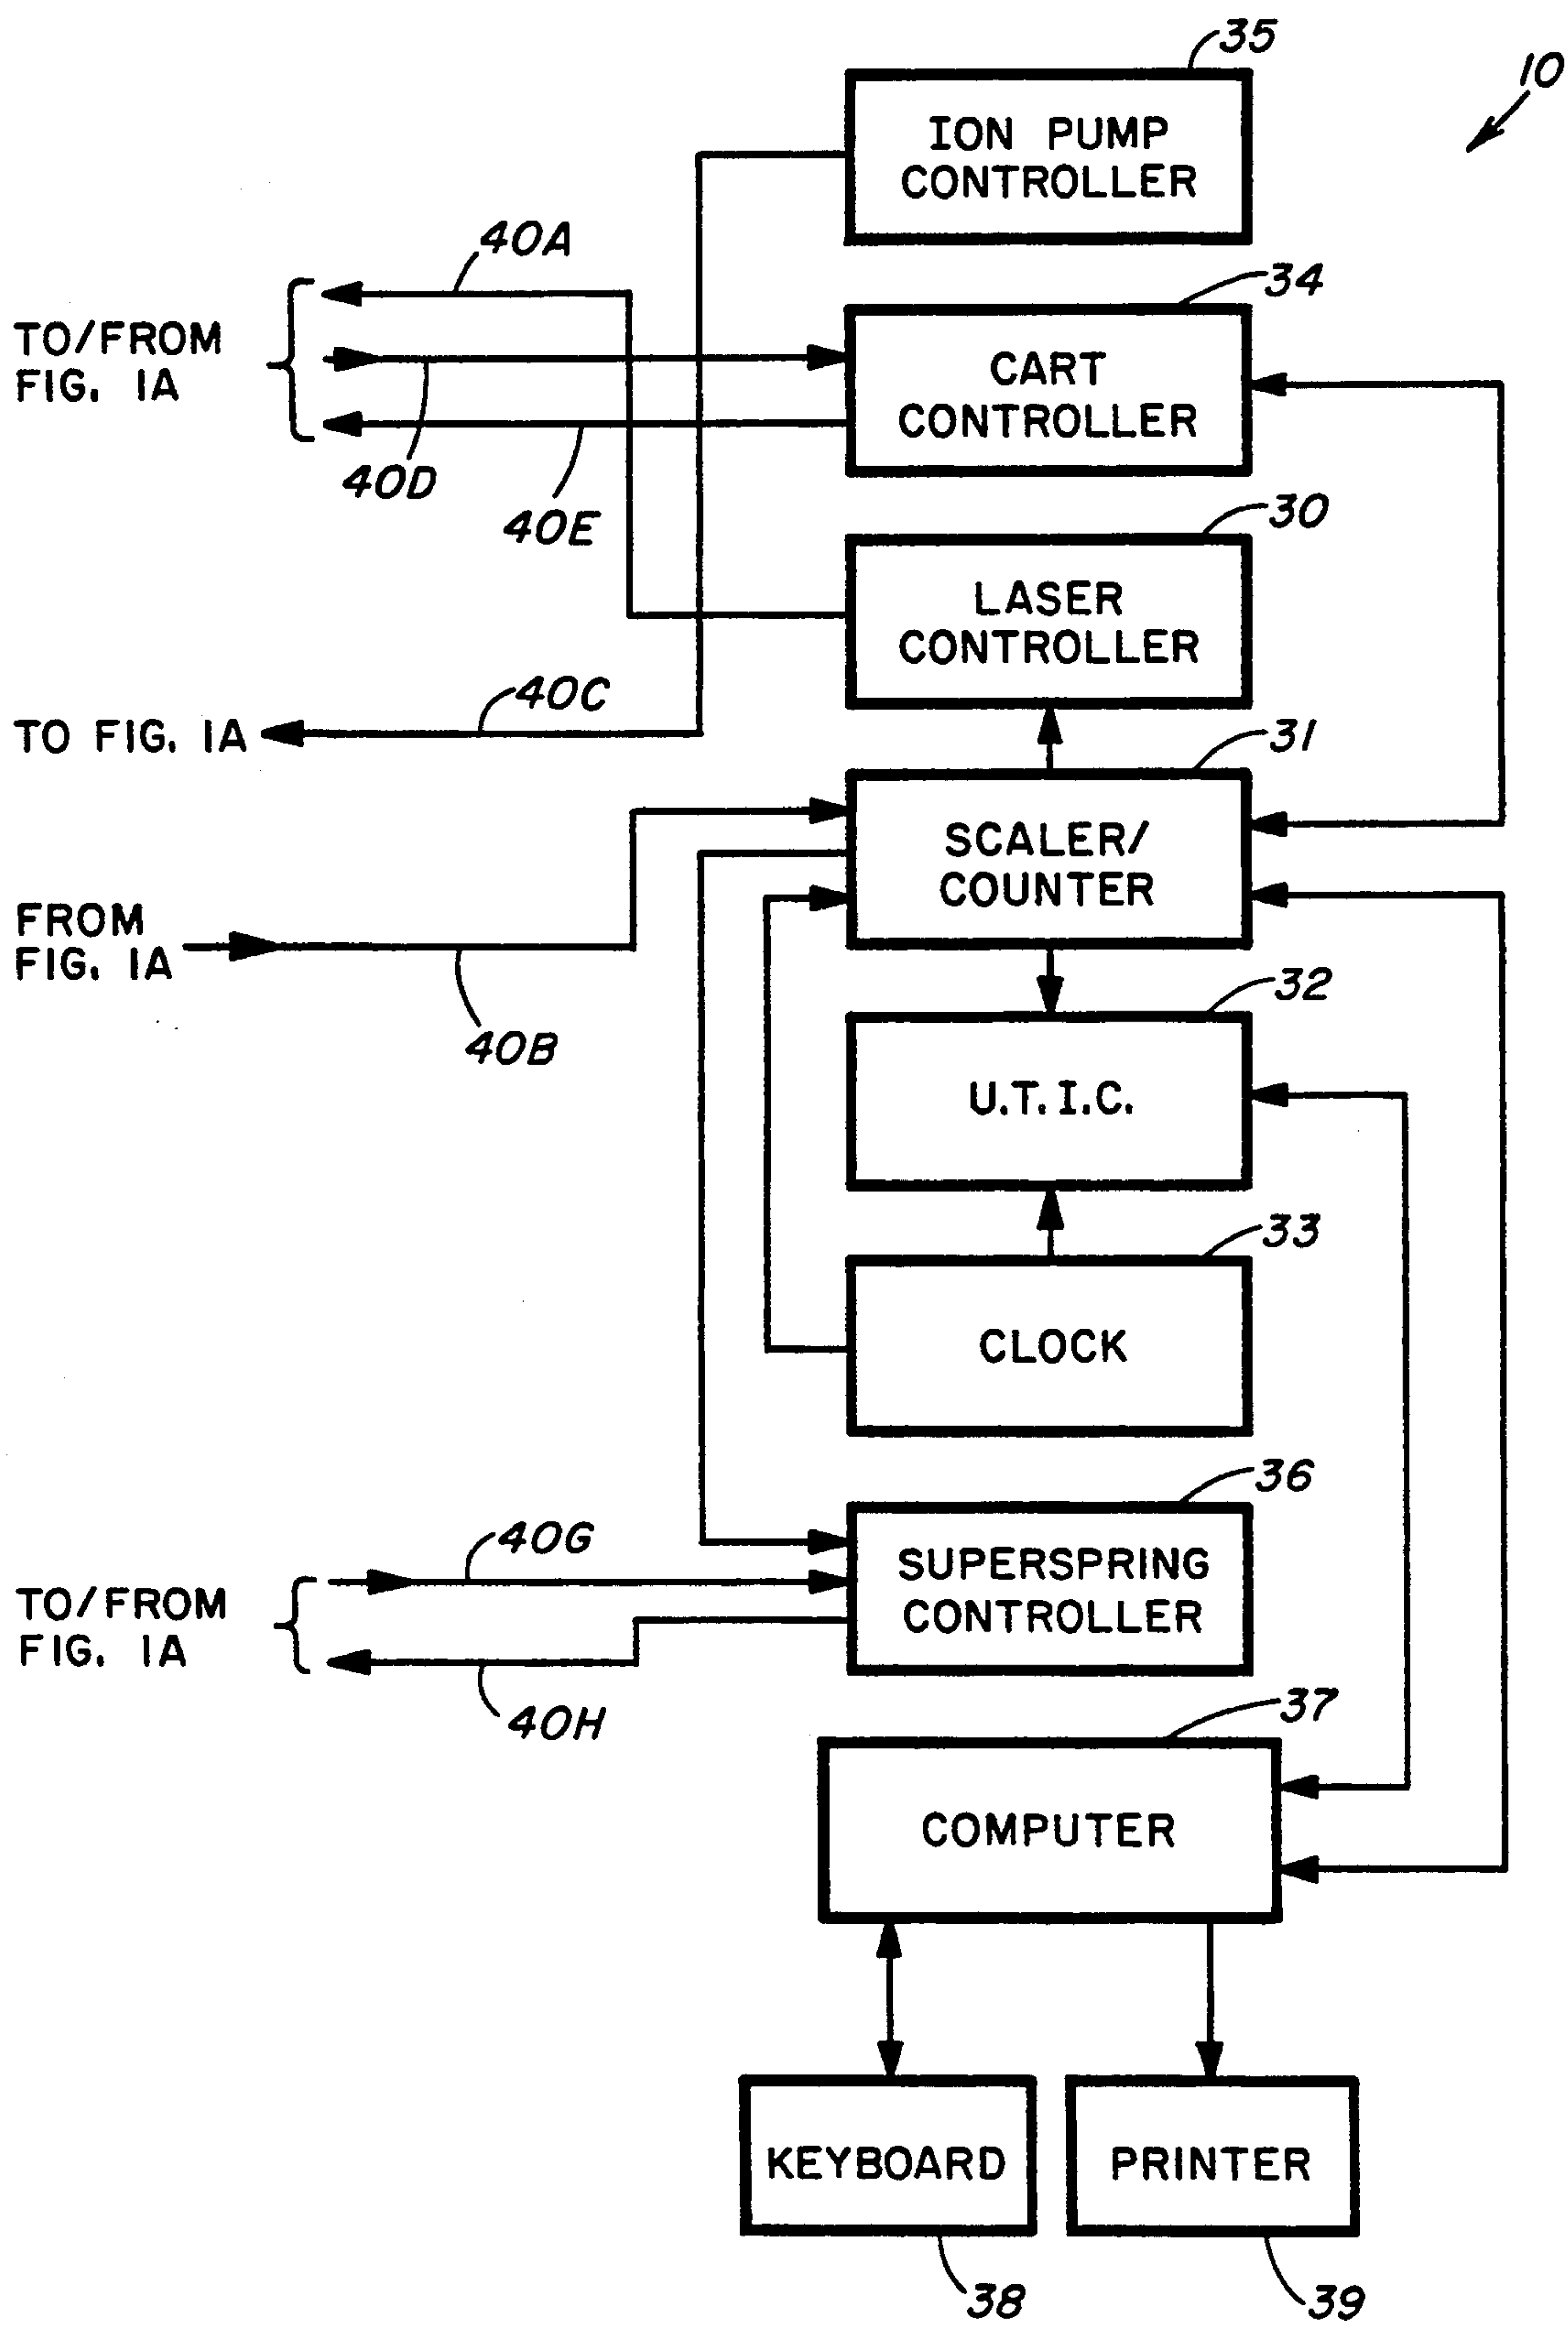 35
10
ION PUMP
CONTROLLER
40A
34
TO/FROM
FIG. 1A
CART
CONTROLLER
40D
40E
30
LASER
CONTROLLER
40C
TO FIG. 1A
31
SCALER/
COUNTER
FROM
FIG. 1A
40B
32
U.T.I.C.
33
CLOCK
36
40G
SUPERSPRING
CONTROLLER
TO/FROM
FIG. 1A
40H
37
COMPUTER
KEYBOARD
PRINTER
38
39